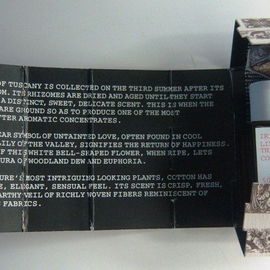 OF TUSCANY IS COLLECTED ON THE THIRD SUMMER AFTER ITS
OM. ITS RHIZOMES ARE DRIED AND AGED UNTIL THEY START
A DISTINCT, SWEET, DELICATE SCENT. THIS IS WHEN THE
ARE GROUND SO AS TO PRODUCE ONE OF THE MOST
FTER AROMATIC CONCENTRATES.
EAR SYMBOL OF UNTAINTED LOVE, OFTEN FOUND IN COOL
LILY OF THE VALLEY, SIGNIFIES THE RETURN OF HAPPINESS.
OF THIS WHITE BELL-SHAPED FLOWER, WHEN RIPE, LETS
URA OF WOODLAND DEW AND EUPHORIA.
URE'S MOST INTRIGUING LOOKING PLANTS, COTTON HAS
E, ELEGANT, SENSUAL FEEL. ITS SCENT IS CRISP, FRESH,
ARTHY VEIL OF RICHLY WOVEN FIBERS REMINISCENT OF
FABRICS.